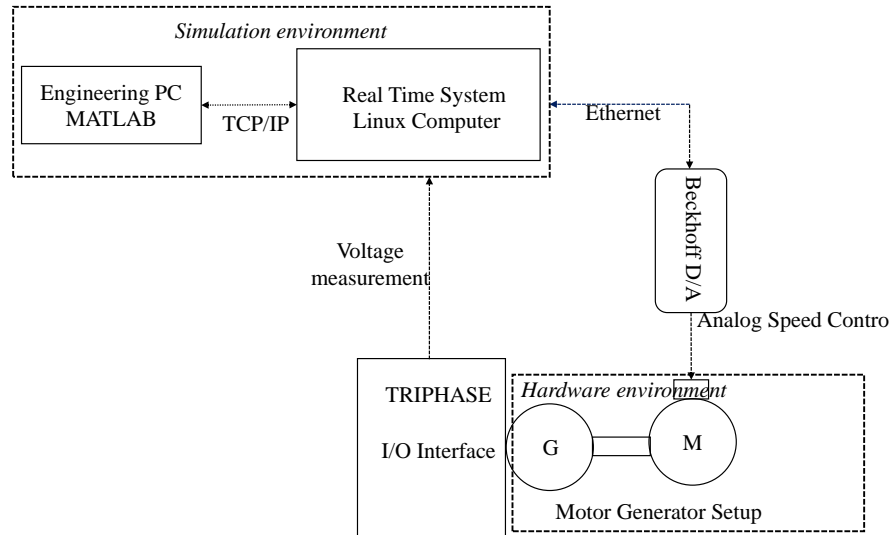 Simulation environment
Engineering PC
MATLAB
TCP/IP
Real Time System
Linux Computer
Ethernet
Beckhoff D/A
Voltage
measurement
Analog Speed Contro
TRIPHASE
I/O Interface
Hardware environment
G
M
Motor Generator Setup